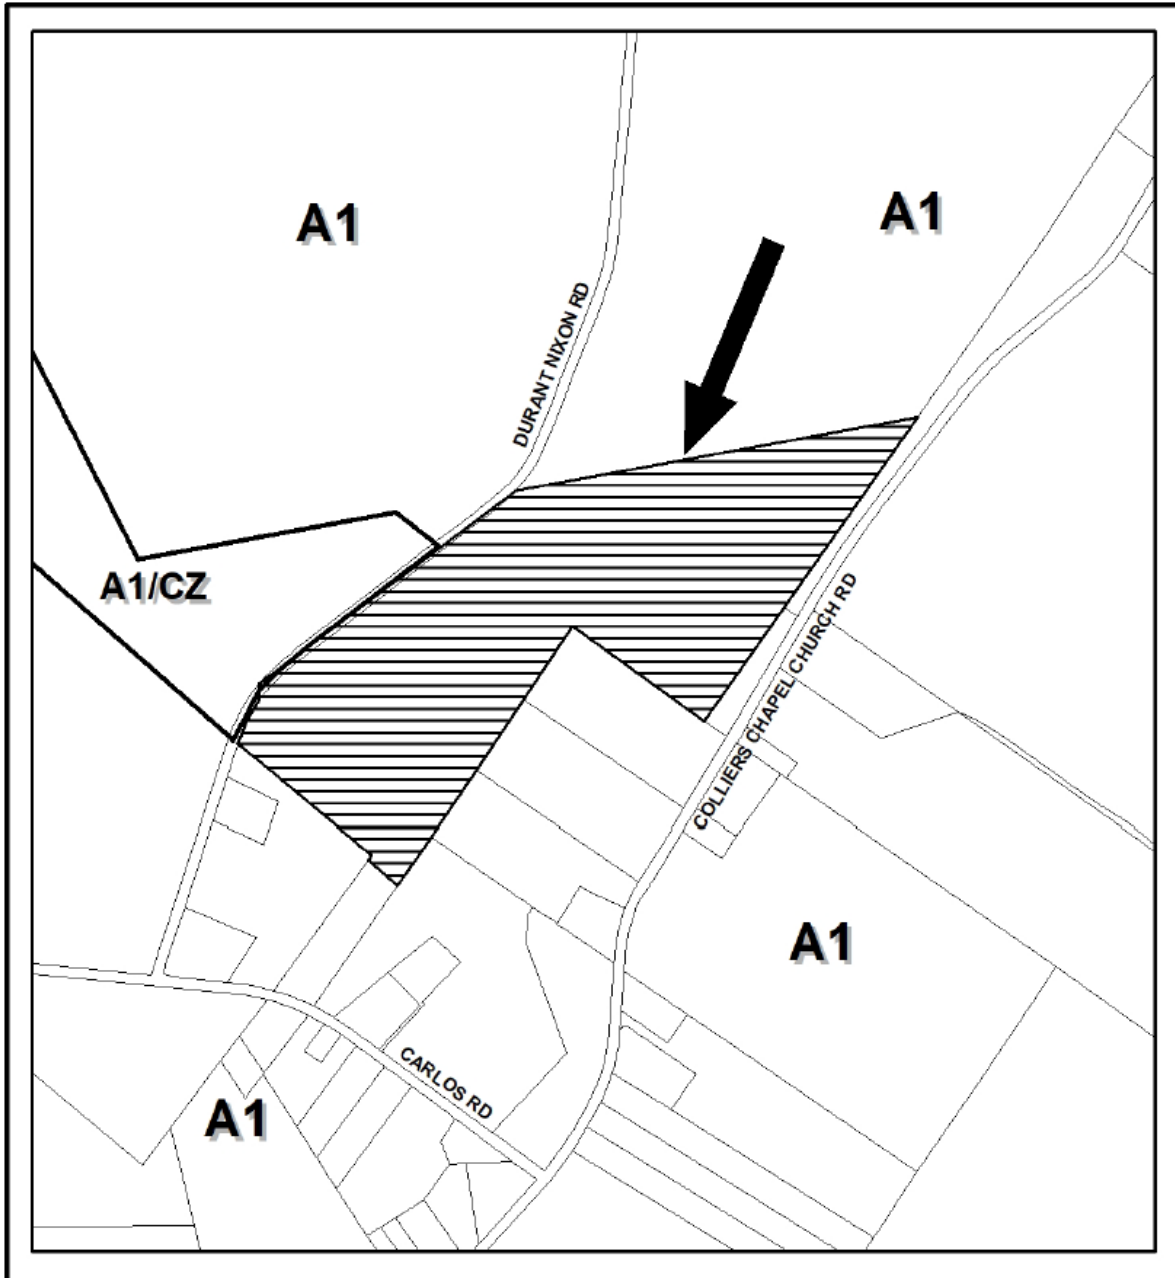 A1
A1
DURANT NIXON RD
A1/CZ
COLLIERS CHAPEL CHURCH RD
A1
CARLOS RD
A1